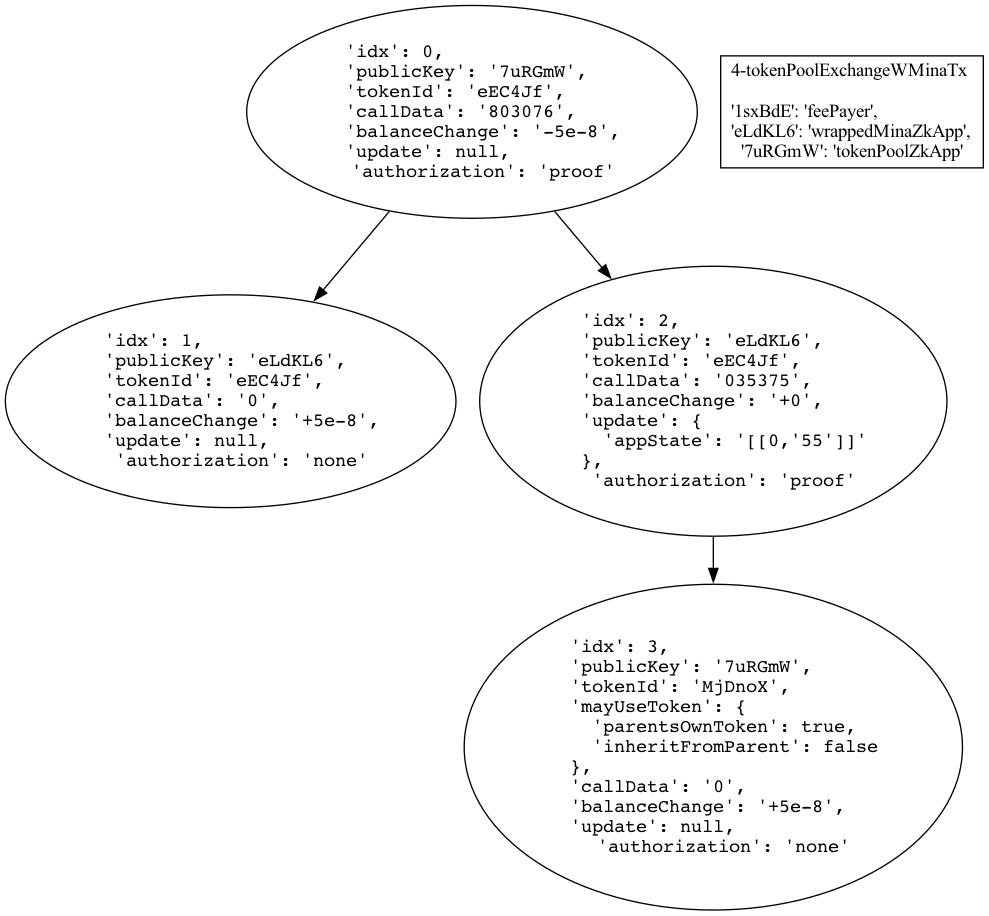 'idx': 0,
'publicKey': '7uRGmW',
'tokenId': 'eEC4Jf',
'callData': '803076',
'balanceChange': '-5e-8',
'update': null,
'authorization': 'proof'
4-tokenPoolExchangeWMinaTx
'1sxBdE': 'feePayer',
'eLdKL6': 'wrappedMinaZkApp',
'7uRGmW': 'tokenPoolZkApp'
'idx': 1,
'publicKey': 'eLdKL6',
'tokenId': 'eEC4Jf',
'callData': '0',
'balanceChange': '+5e-8',
'update': null,
'authorization': 'none'
'idx': 2,
'publicKey': 'eLdKL6',
'tokenId': 'eEC4Jf',
'callData': '035375',
'balanceChange': '+0',
'update': {
'appState': '[[0,'55']]'
},
'authorization': 'proof'
'idx': 3,
'publicKey': '7uRGmW',
'tokenId': 'MjDnoX',
'mayUseToken': {
'parentsOwnToken': true,
'inheritFromParent': false
},
'callData': '0',
'balanceChange': '+5e-8',
'update': null,
'authorization': 'none'